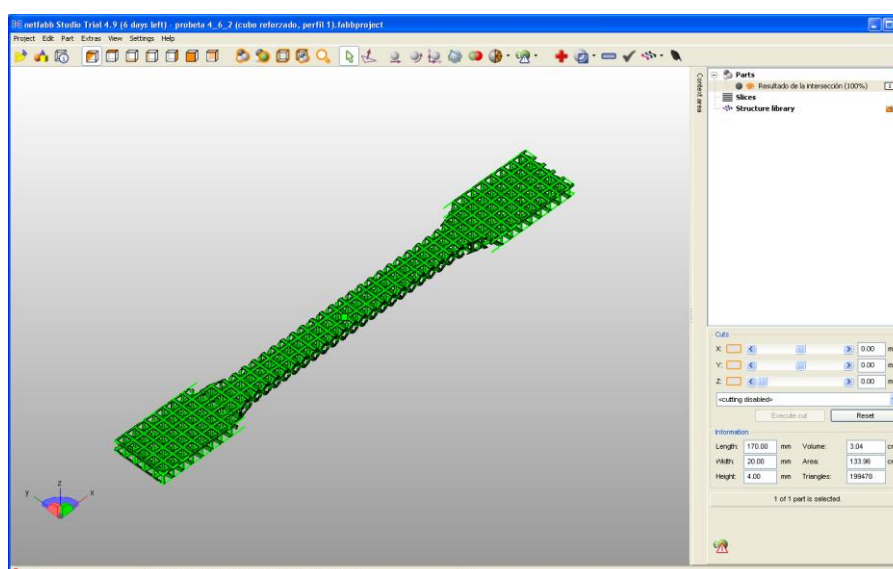 netfabb Studio Trial 4.9 (6 days left) - probeta 4_6_2 (cubo reforzado, perfil 1).fabbproject
Project Edit Part Extras View Settings Help
Context area
Parts
Resultado de la intersección (100%)
Slices
Structure library
Cuts
X: 0.00 m
Y: 0.00 m
Z: 0.00 m
<cutting disabled>
Execute cut Reset
Information
Length: 170.00 mm Volume: 3.04
Width: 20.00 mm Area: 133.96
Height: 4.00 mm Triangles: 199478
1 of 1 part is selected.
z
y
x